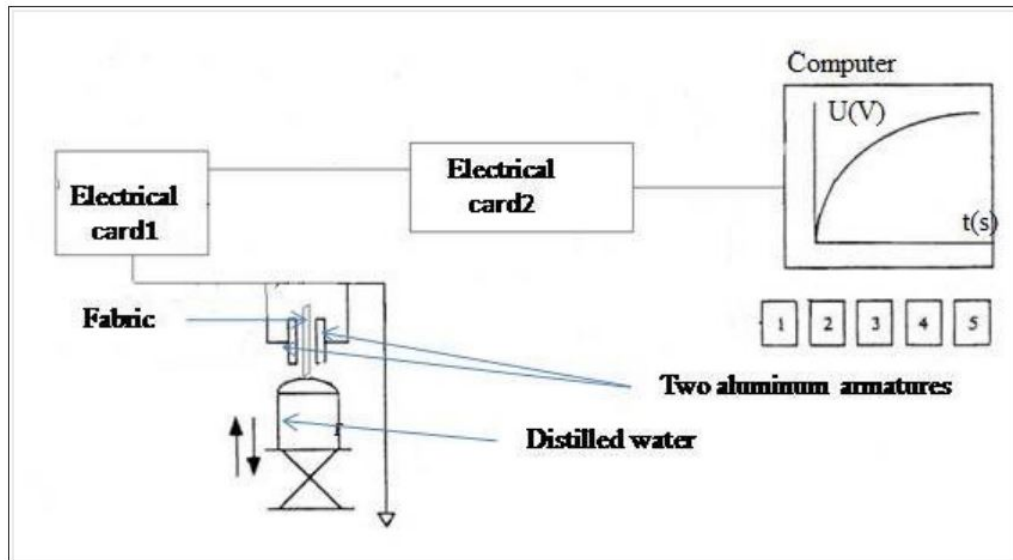 Computer
U(V)
t(s)
Electrical
card1
Electrical
card2
Fabric
1 2 3 4 5
Two aluminum armatures
Distilled water